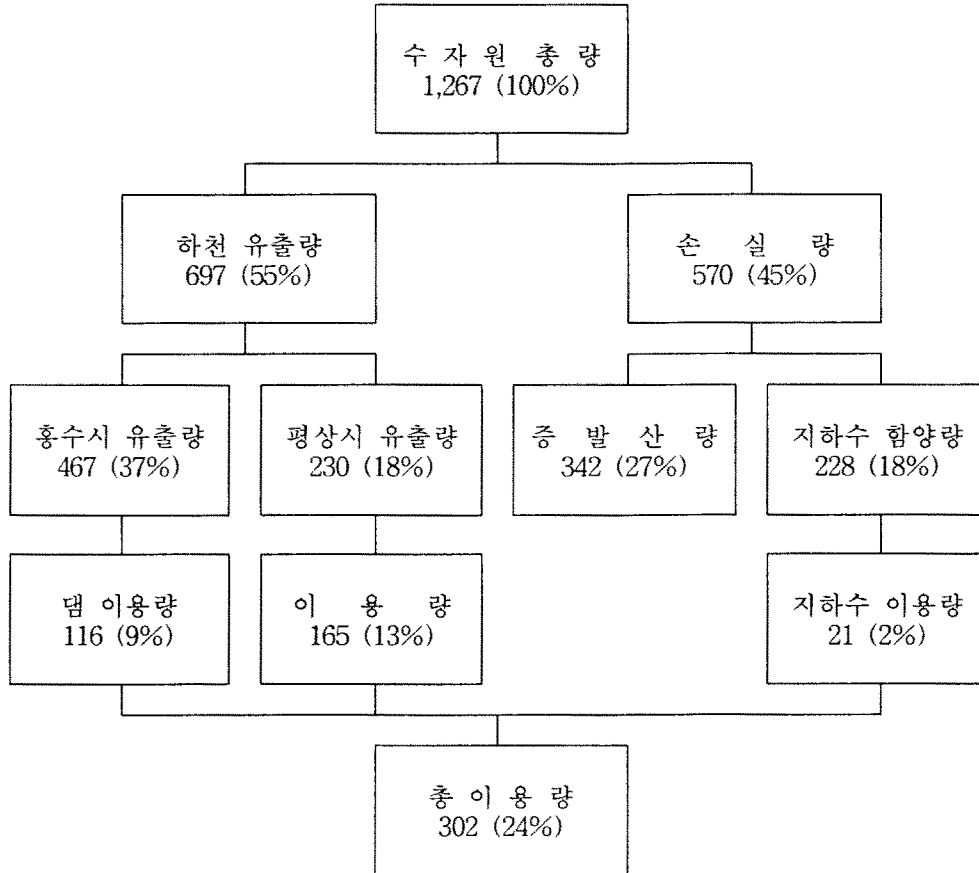 수 자 원 총 량
1,267 (100%)
하천 유출량
697 (55%)
손 실 량
570 (45%)
홍수시 유출량
467 (37%)
평상시 유출량
230 (18%)
증 발 산 량
342 (27%)
지하수 함양량
228 (18%)
댐 이용량
116 (9%)
이 용 량
165 (13%)
지하수 이용량
21 (2%)
총 이 용 량
302 (24%)